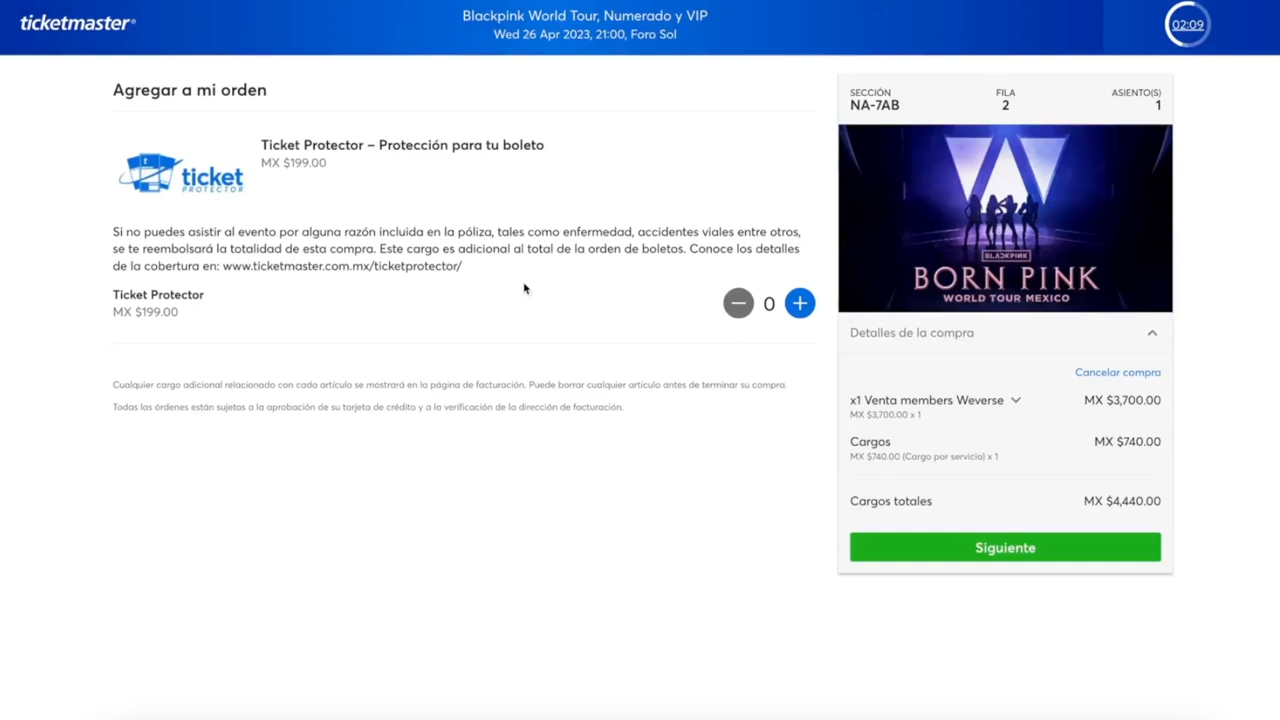 ticketmaster®
Blackpink World Tour, Numerado y VIP
Wed 26 Apr 2023, 21:00, Foro Sol
02:09
Agregar a mi orden
ticket
PROTECTOR
Ticket Protector – Protección para tu boleto
MX $199.00
Si no puedes asistir al evento por alguna razón incluida en la póliza, tales como enfermedad, accidentes viales entre otros,
se te reembolsará la totalidad de esta compra. Este cargo es adicional al total de la orden de boletos. Conoce los detalles
de la cobertura en: www.ticketmaster.com.mx/ticketprotector/
Ticket Protector
MX $199.00
0
Cualquier cargo adicional relacionado con cada artículo se mostrará en la página de facturación. Puede borrar cualquier artículo antes de terminar su compra.
Todas las órdenes están sujetas a la aprobación de su tarjeta de crédito y a la verificación de la dirección de facturación.
SECCIÓN FILA ASIENTO(S)
NA-7AB 2 1
BLACKPINK
BORN PINK
WORLD TOUR MEXICO
Detalles de la compra
Cancelar compra
x1 Venta members Weverse MX $3,700.00
MX $3,700.00 x 1
Cargos MX $740.00
MX $740.00 (Cargo por servicio) x 1
Cargos totales MX $4,440.00
Siguiente